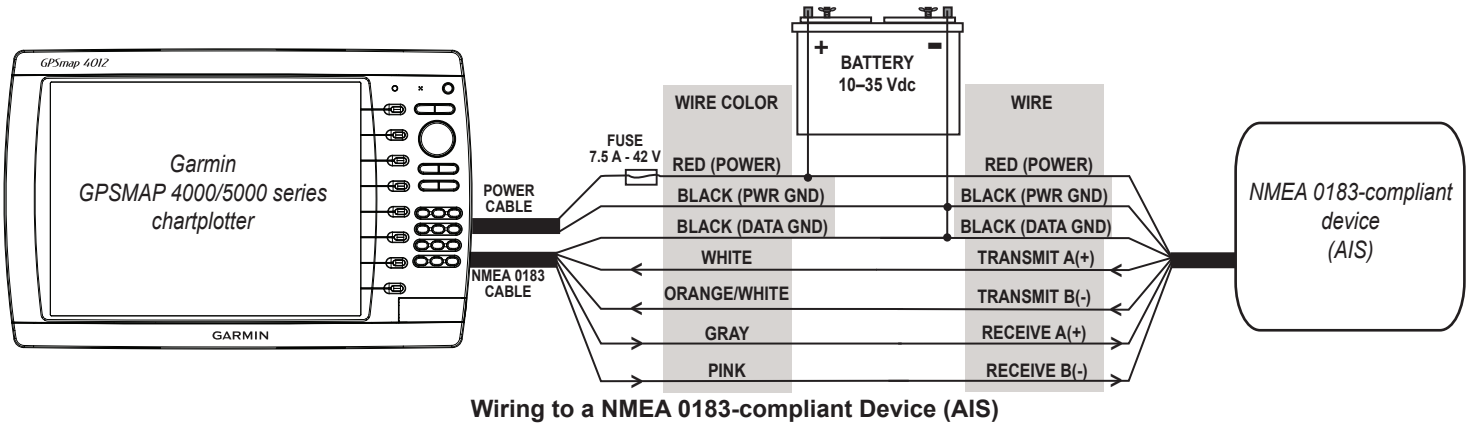 GPSmap 4012
Garmin
GPSMAP 4000/5000 series
chartplotter
GARMIN
POWER
CABLE
NMEA 0183
CABLE
FUSE
7.5 A - 42 V
+
-
BATTERY
10–35 Vdc
WIRE COLOR
RED (POWER)
BLACK (PWR GND)
BLACK (DATA GND)
WHITE
ORANGE/WHITE
GRAY
PINK
WIRE
RED (POWER)
BLACK (PWR GND)
BLACK (DATA GND)
TRANSMIT A(+)
TRANSMIT B(-)
RECEIVE A(+)
RECEIVE B(-)
NMEA 0183-compliant
device
(AIS)
Wiring to a NMEA 0183-compliant Device (AIS)